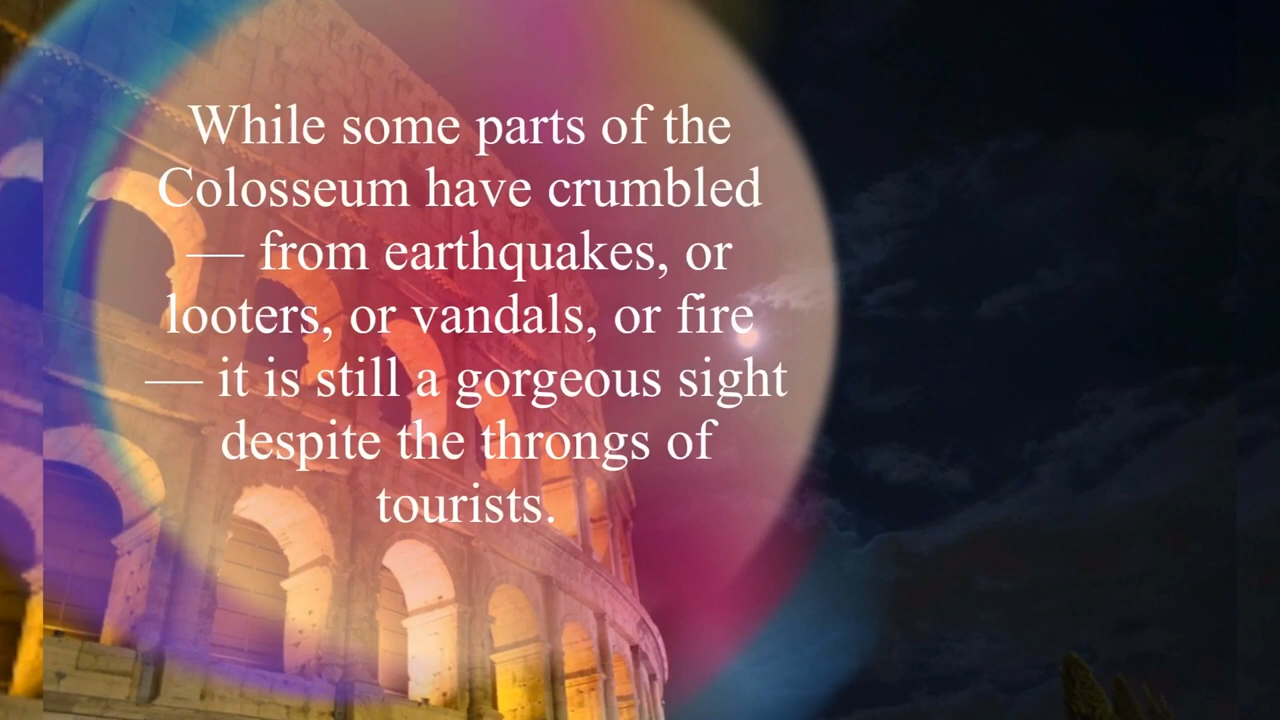 While some parts of the
Colosseum have crumbled
— from earthquakes, or
looters, or vandals, or fire
— it is still a gorgeous sight
despite the throngs of
tourists.